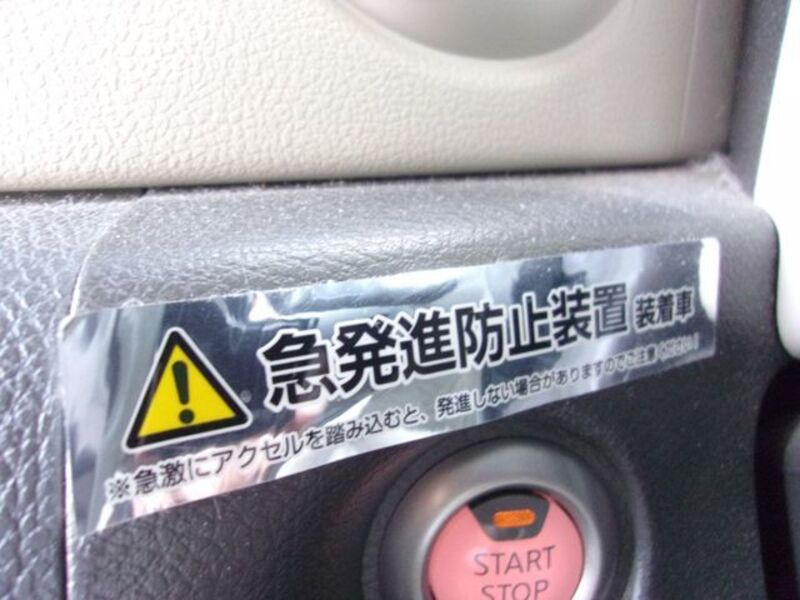 急発進防止装置 装着車
※急激にアクセルを踏み込むと、発進しない場合がありますのでご注意ください！
START
STOP